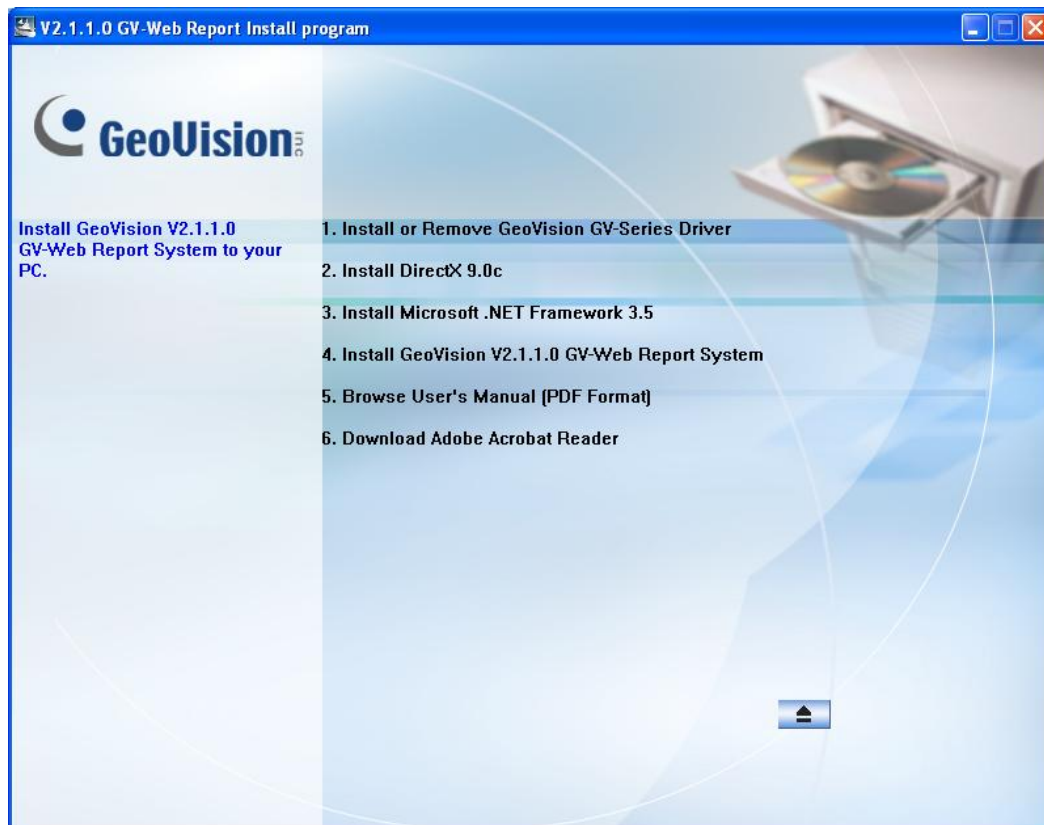 V2.1.1.0 GV-Web Report Install program
GeoVision Inc
Install GeoVision V2.1.1.0
GV-Web Report System to your
PC.
1. Install or Remove GeoVision GV-Series Driver
2. Install DirectX 9.0c
3. Install Microsoft .NET Framework 3.5
4. Install GeoVision V2.1.1.0 GV-Web Report System
5. Browse User's Manual (PDF Format)
6. Download Adobe Acrobat Reader